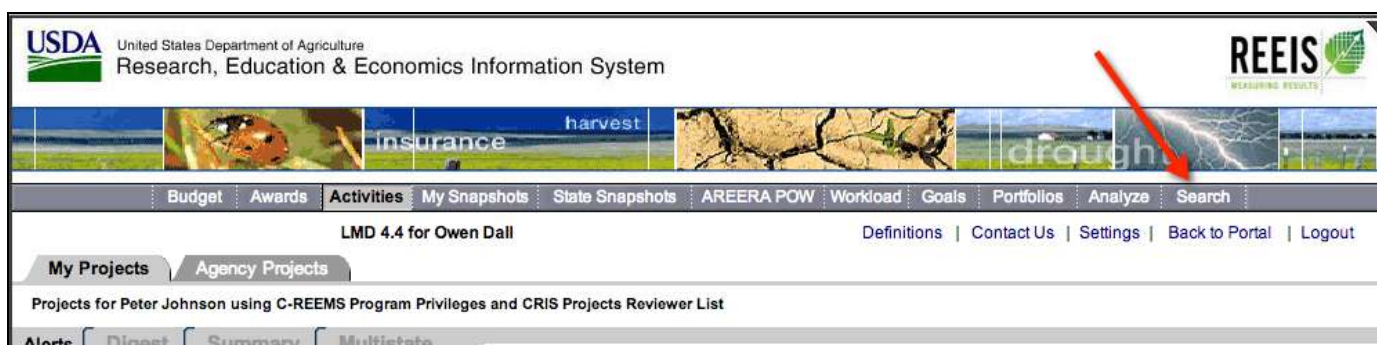 USDA
United States Department of Agriculture
Research, Education & Economics Information System
REEIS
MEASURING RESULTS
insurance
harvest
drought
Budget Awards Activities My Snapshots State Snapshots AREERA POW Workload Goals Portfolios Analyze Search
LMD 4.4 for Owen Dall
Definitions | Contact Us | Settings | Back to Portal | Logout
My Projects Agency Projects
Projects for Peter Johnson using C-REEMS Program Privileges and CRIS Projects Reviewer List
Alerts Digest Summary Multistate